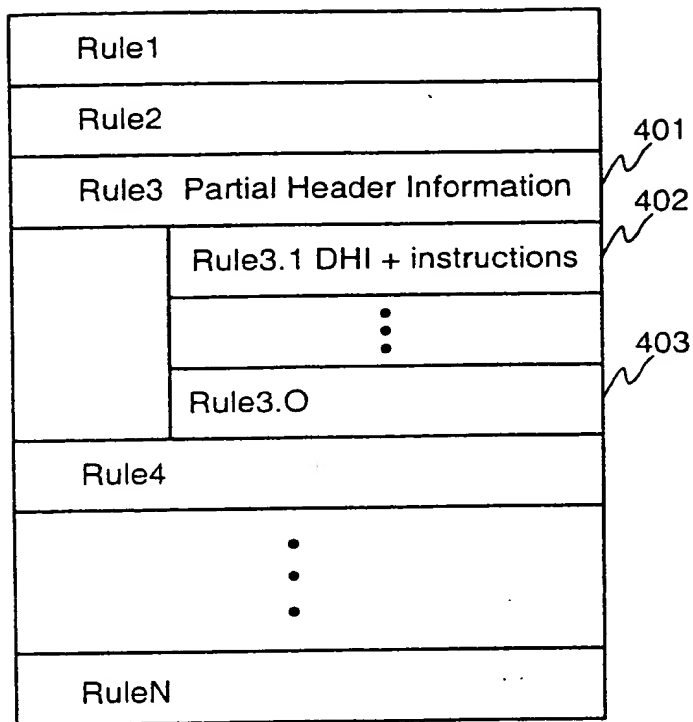 Rule1
Rule2
401
Rule3 Partial Header Information
402
Rule3.1 DHI + instructions
403
Rule3.O
Rule4
RuleN